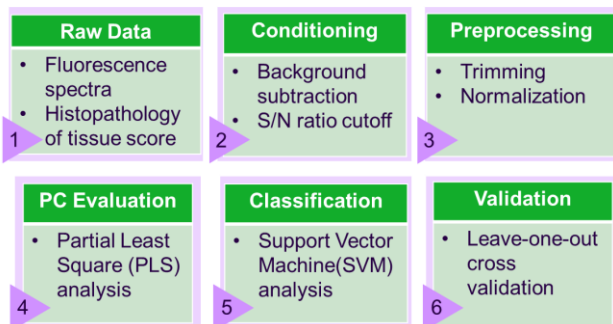 Raw Data
• Fluorescence
spectra
• Histopathology
of tissue score
1
Conditioning
• Background
subtraction
• S/N ratio cutoff
2
Preprocessing
• Trimming
• Normalization
3
PC Evaluation
• Partial Least
Square (PLS)
analysis
4
Classification
• Support Vector
Machine(SVM)
analysis
5
Validation
• Leave-one-out
cross
validation
6